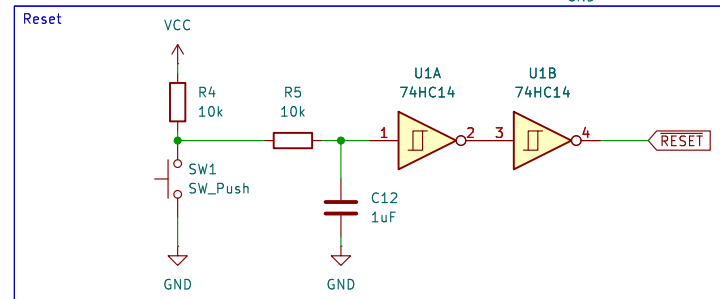 GND
Reset
VCC
R4
10k
R5
10k
U1A
74HC14
U1B
74HC14
1
2
3
4
RESET
SW1
SW_Push
C12
1uF
GND
GND